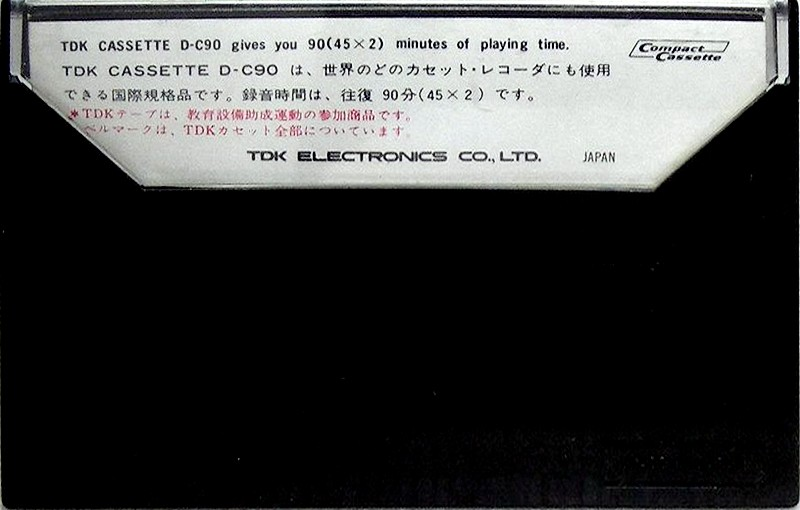 TDK CASSETTE D-C90 gives you 90(45×2) minutes of playing time.
Compact
Cassette
TDK CASSETTE D-C90 は、世界のどのカセット・レコーダにも使用
できる国際規格品です。録音時間は、往復 90分(45×2) です。
*TDKテープは、教育設備助成運動の参加商品です。
ベルマークは、TDKカセット全部についています。
TDK ELECTRONICS CO., LTD. JAPAN